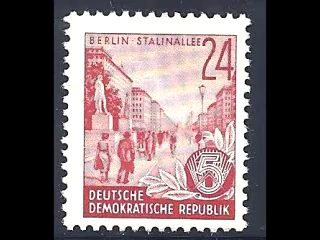 BERLIN-STALINALLEE
24
5
DEUTSCHE
DEMOKRATISCHE REPUBLIK